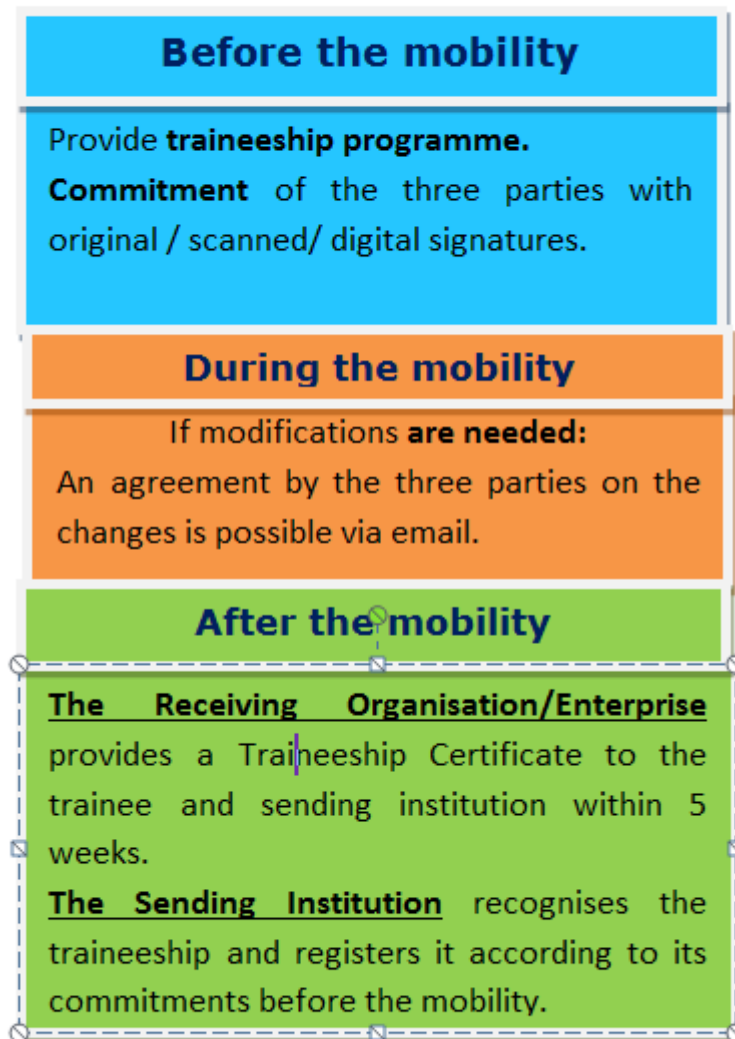 Before the mobility
Provide traineeship programme.
Commitment of the three parties with
original / scanned/ digital signatures.
During the mobility
If modifications are needed:
An agreement by the three parties on the
changes is possible via email.
After the mobility
The Receiving Organisation/Enterprise
provides a Traineeship Certificate to the
trainee and sending institution within 5
weeks.
The Sending Institution recognises the
traineeship and registers it according to its
commitments before the mobility.